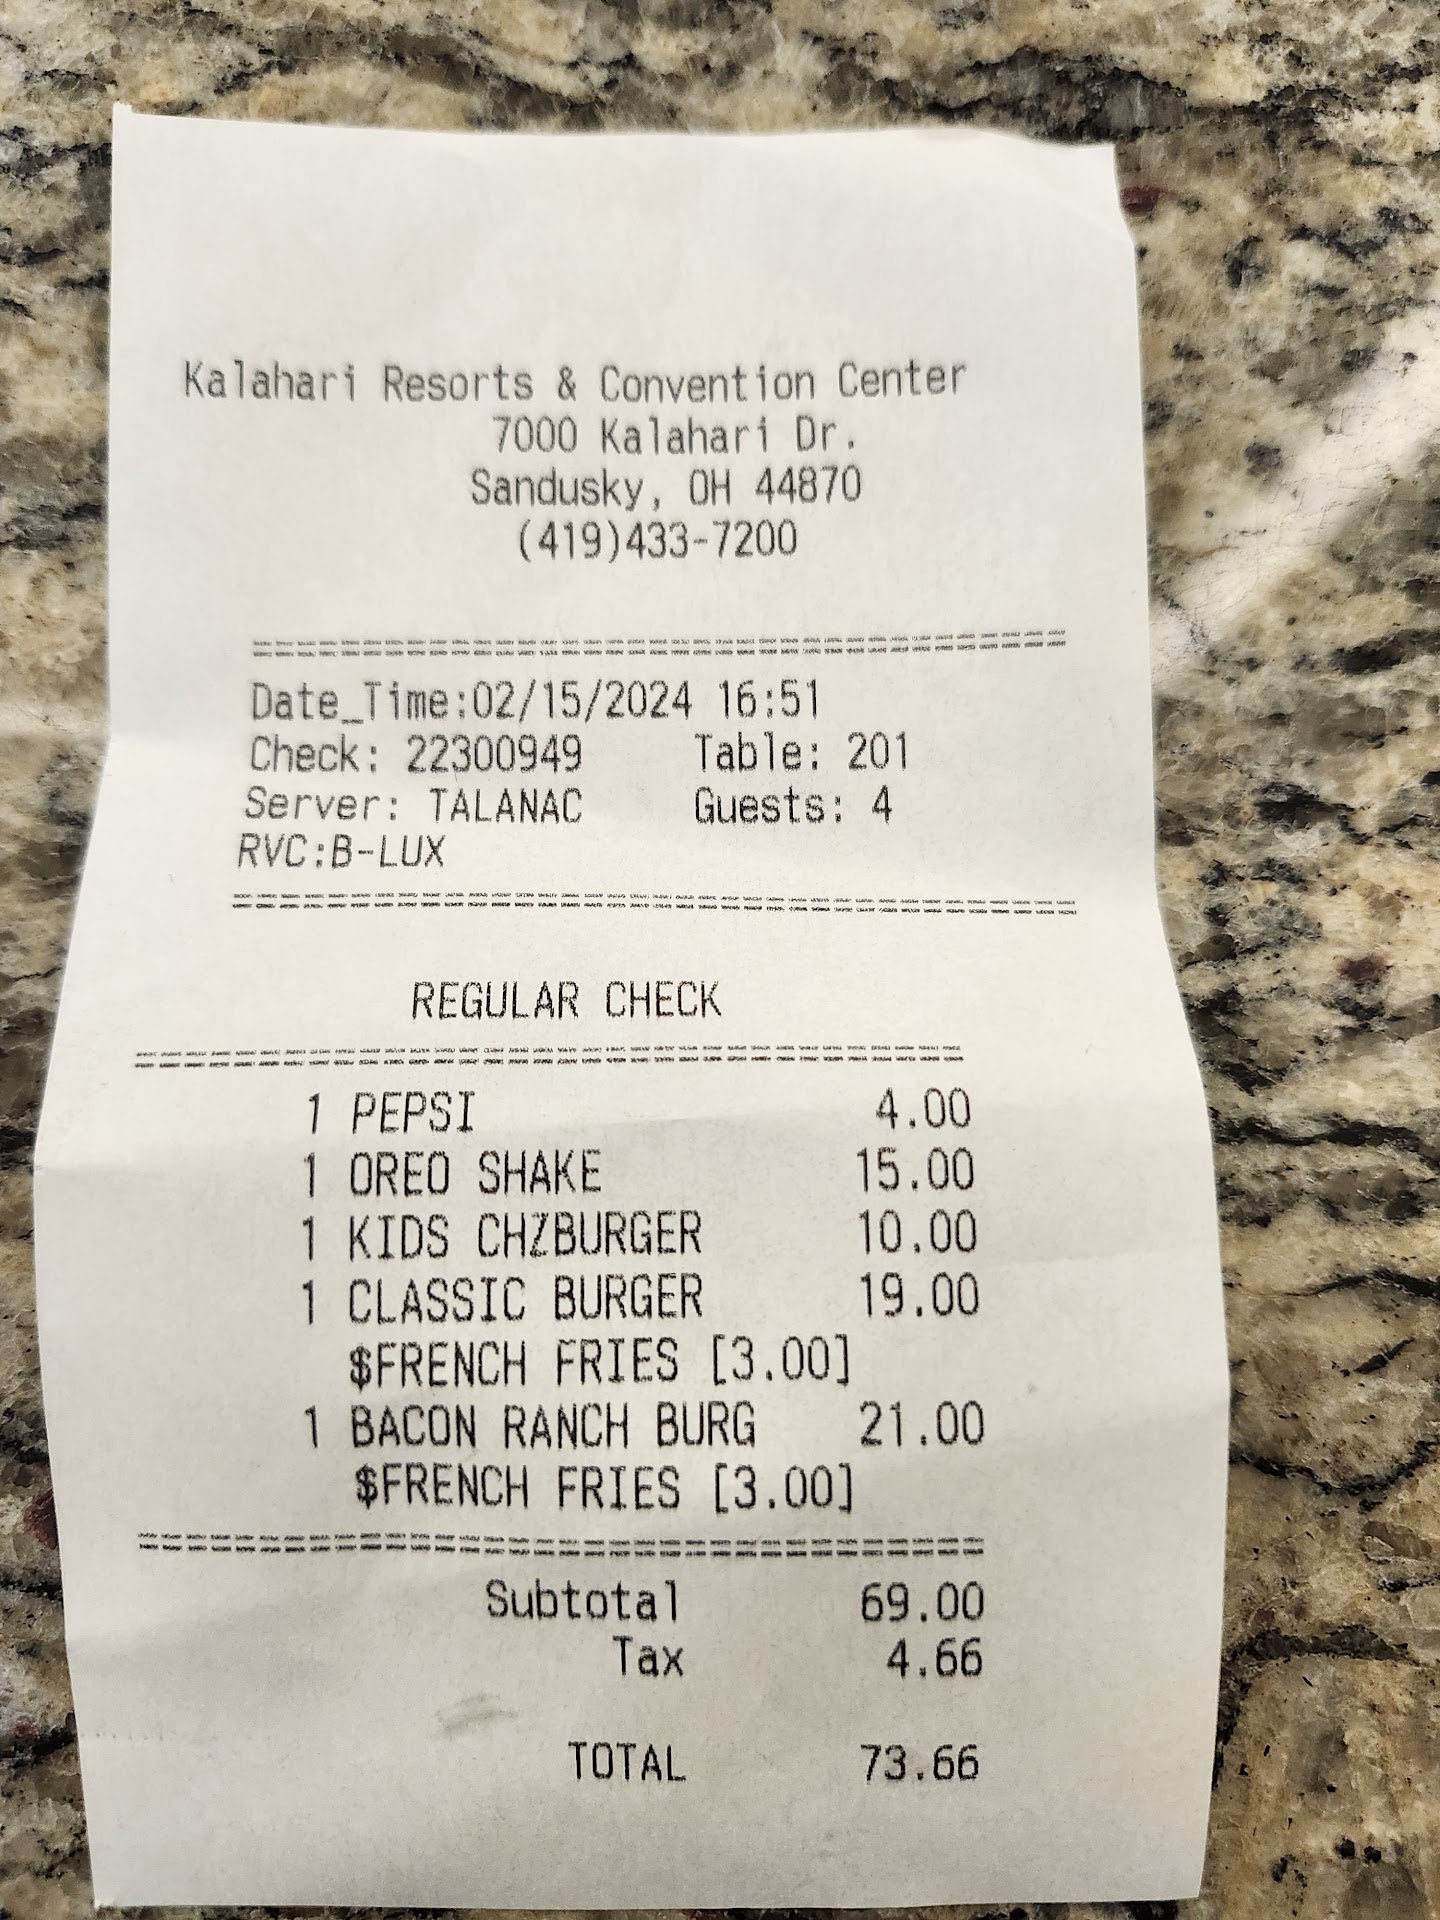 Kalahari Resorts & Convention Center
7000 Kalahari Dr.
Sandusky, OH 44870
(419)433-7200
Date_Time:02/15/2024 16:51
Check: 22300949 Table: 201
Server: TALANAC Guests: 4
RVC:B-LUX
REGULAR CHECK
1 PEPSI 4.00
1 OREO SHAKE 15.00
1 KIDS CHZBURGER 10.00
1 CLASSIC BURGER 19.00
$FRENCH FRIES [3.00]
1 BACON RANCH BURG 21.00
$FRENCH FRIES [3.00]
Subtotal 69.00
Tax 4.66
TOTAL 73.66